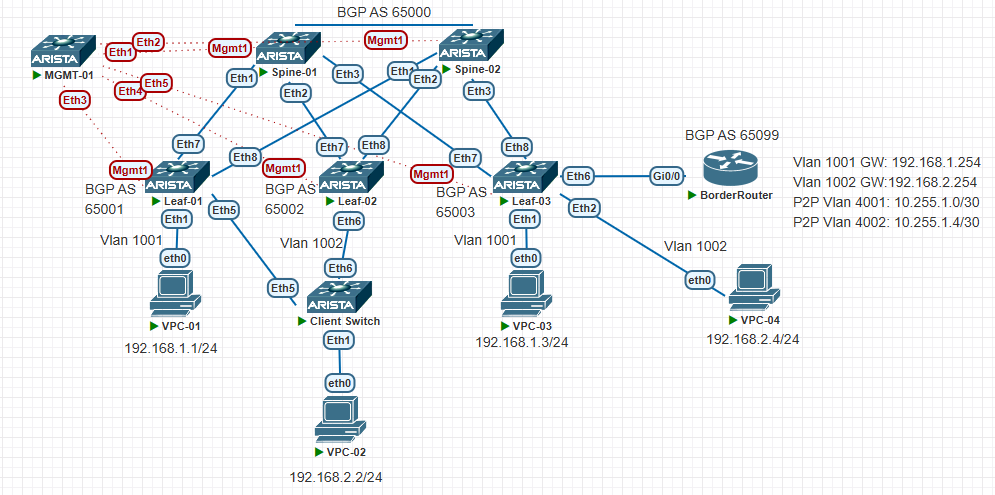 BGP AS 65000
ARISTA
MGMT-01
Eth1
Eth2
Mgmt1
ARISTA
Spine-01
Mgmt1
ARISTA
Spine-02
Eth3
Eth4
Eth5
Eth1
Eth2
Eth3
Eth1
Eth2
Eth3
Eth7
Eth8
Eth7
Eth8
Eth7
Eth8
Mgmt1
Mgmt1
Mgmt1
BGP AS
65001
ARISTA
Leaf-01
BGP AS
65002
ARISTA
Leaf-02
BGP AS
65003
ARISTA
Leaf-03
Eth6
Gi0/0
BGP AS 65099
BorderRouter
Vlan 1001 GW: 192.168.1.254
Vlan 1002 GW:192.168.2.254
P2P Vlan 4001: 10.255.1.0/30
P2P Vlan 4002: 10.255.1.4/30
Eth1
Eth5
Eth6
Eth1
Eth2
Vlan 1001
Vlan 1002
Vlan 1001
Vlan 1002
eth0
Eth5
Eth6
eth0
eth0
ARISTA
Client Switch
VPC-01
192.168.1.1/24
VPC-03
192.168.1.3/24
VPC-04
192.168.2.4/24
Eth1
eth0
VPC-02
192.168.2.2/24